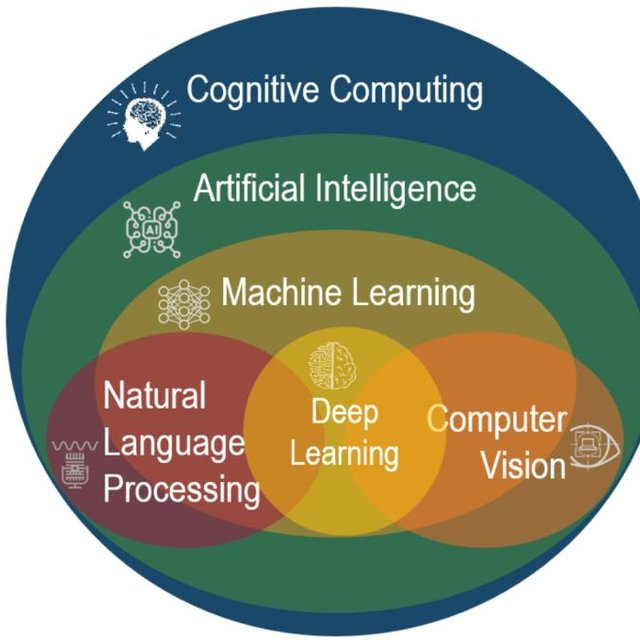 Cognitive Computing
Artificial Intelligence
AI
Machine Learning
Natural
Language
Processing
Deep
Learning
Computer
Vision